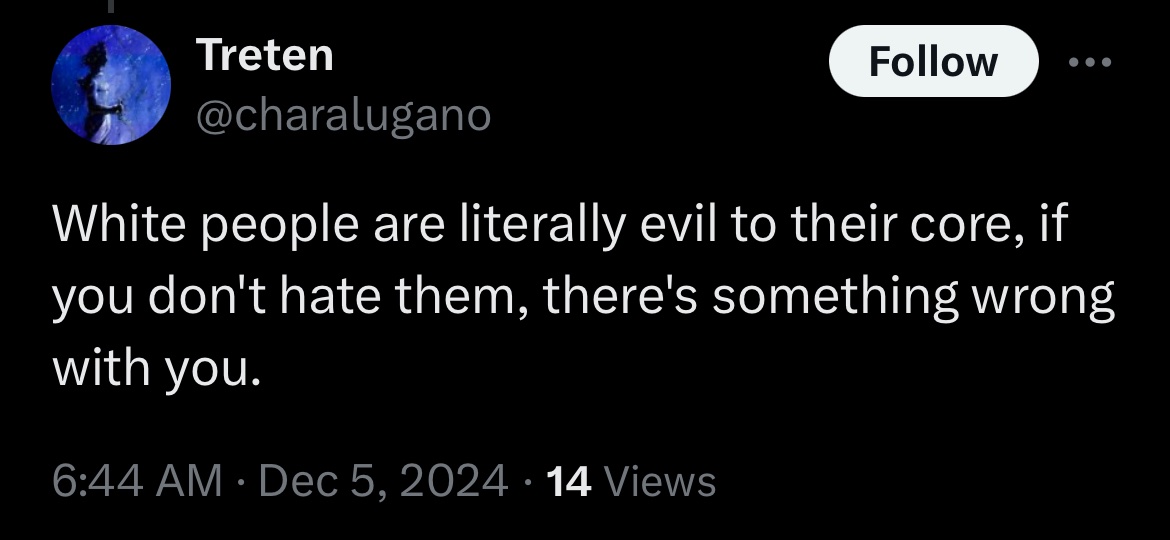 Treten
Follow
@charalugano
White people are literally evil to their core, if
you don't hate them, there's something wrong
with you.
6:44 AM · Dec 5, 2024 · 14 Views